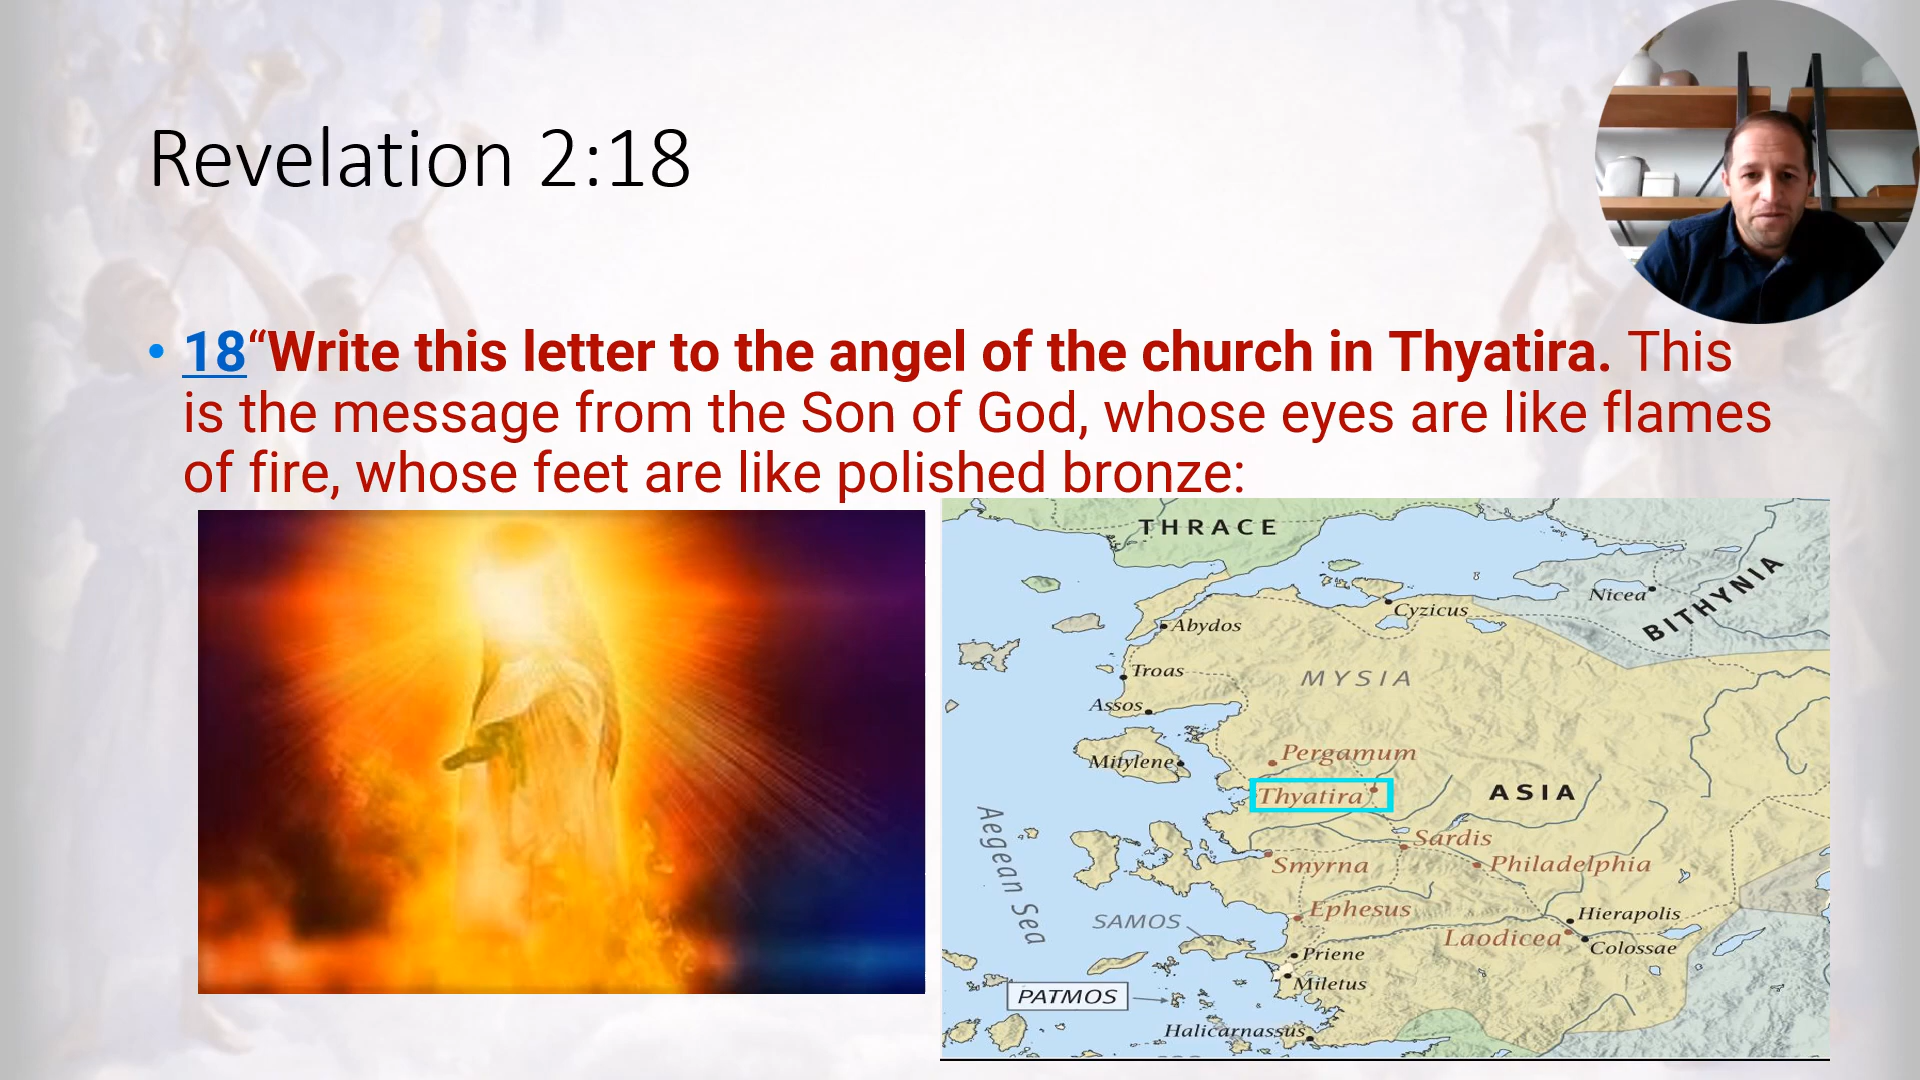 Revelation 2:18
• 18“Write this letter to the angel of the church in Thyatira. This
is the message from the Son of God, whose eyes are like flames
of fire, whose feet are like polished bronze:
THRACE
BITHYNIA
Nicea
Cyzicus
Abydos
Troas
MYSIA
Assos
Mitylene
Pergamum
Thyatira
ASIA
Aegean Sea
Sardis
Smyrna
Philadelphia
Ephesus
Hierapolis
SAMOS
Laodicea
Colossae
Priene
Miletus
PATMOS
Halicarnassus